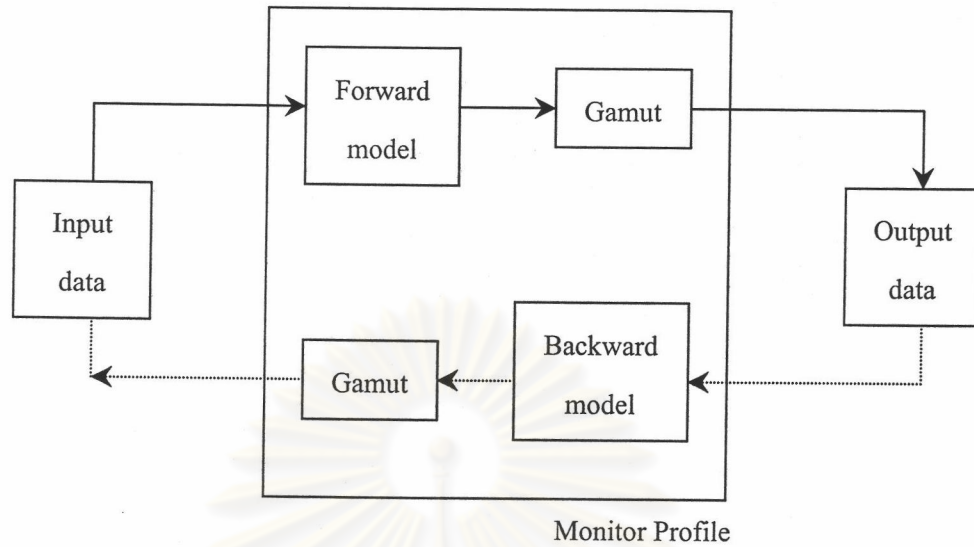 Forward
model
Gamut
Input
data
Output
data
Backward
model
Gamut
Monitor Profile